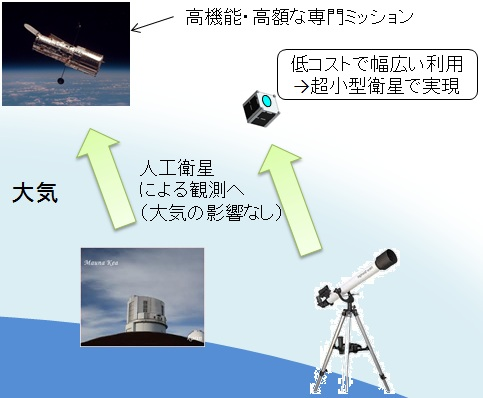 高機能・高額な専門ミッション
低コストで幅広い利用
→超小型衛星で実現
人工衛星
による観測へ
（大気の影響なし）
大気
Mauna Kea